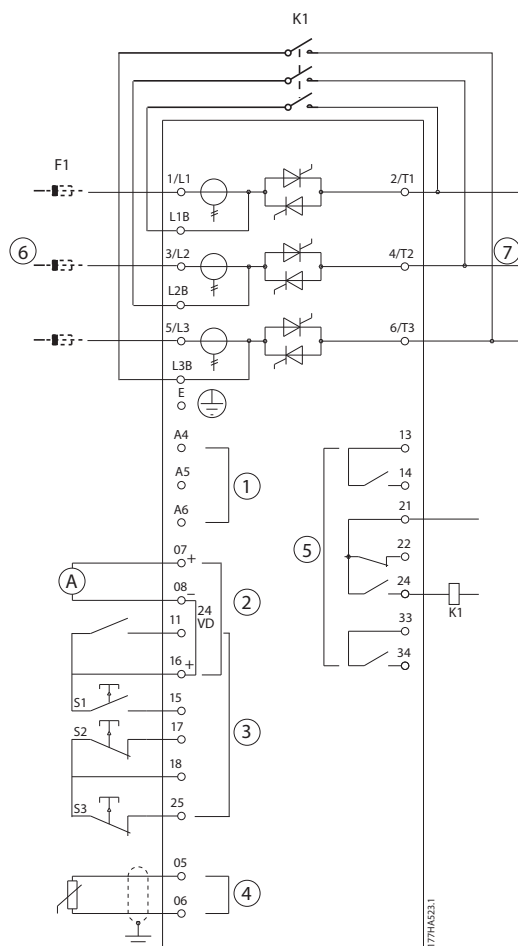 K1
F1
1/L1
2/T1
L1B
6
3/L2
4/T2
7
L2B
5/L3
6/T3
L3B
E
A4
13
14
A5
1
21
A6
5
22
07
+
A
08
–
2
24
K1
24
VD
11
33
16
+
34
S1
15
S2
17
3
18
S3
25
05
4
06
177HA523.1